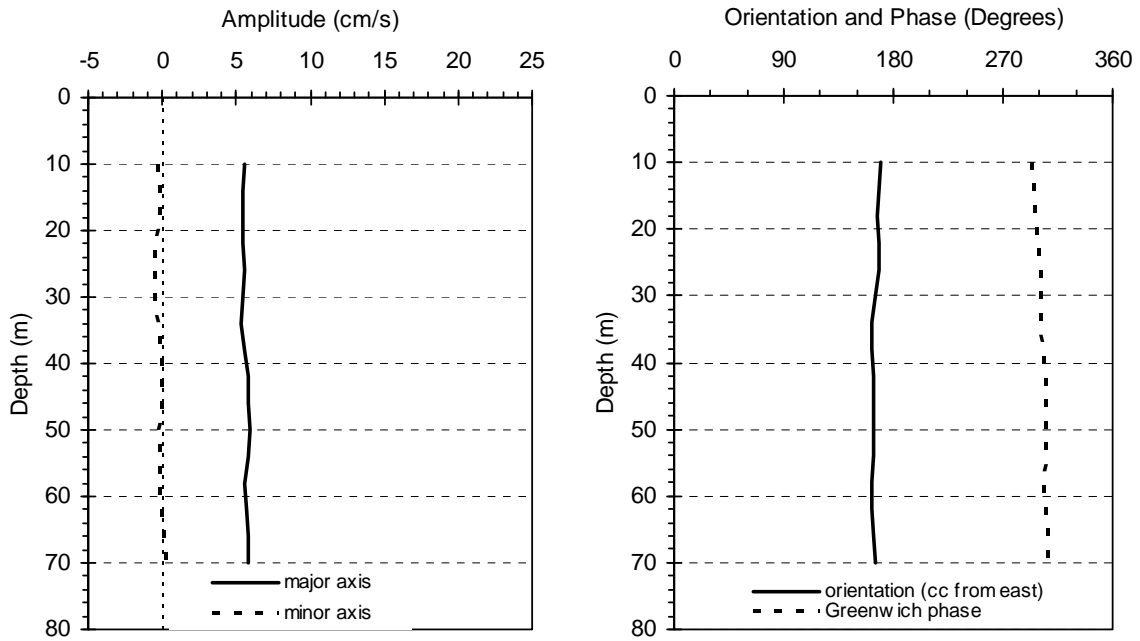 Amplitude (cm/s)
-5 0 5 10 15 20 25
0
10
20
30
40
50
60
70
80
Depth (m)
major axis
minor axis
Orientation and Phase (Degrees)
0 90 180 270 360
0
10
20
30
40
50
60
70
80
Depth (m)
orientation (cc from east)
Greenwich phase